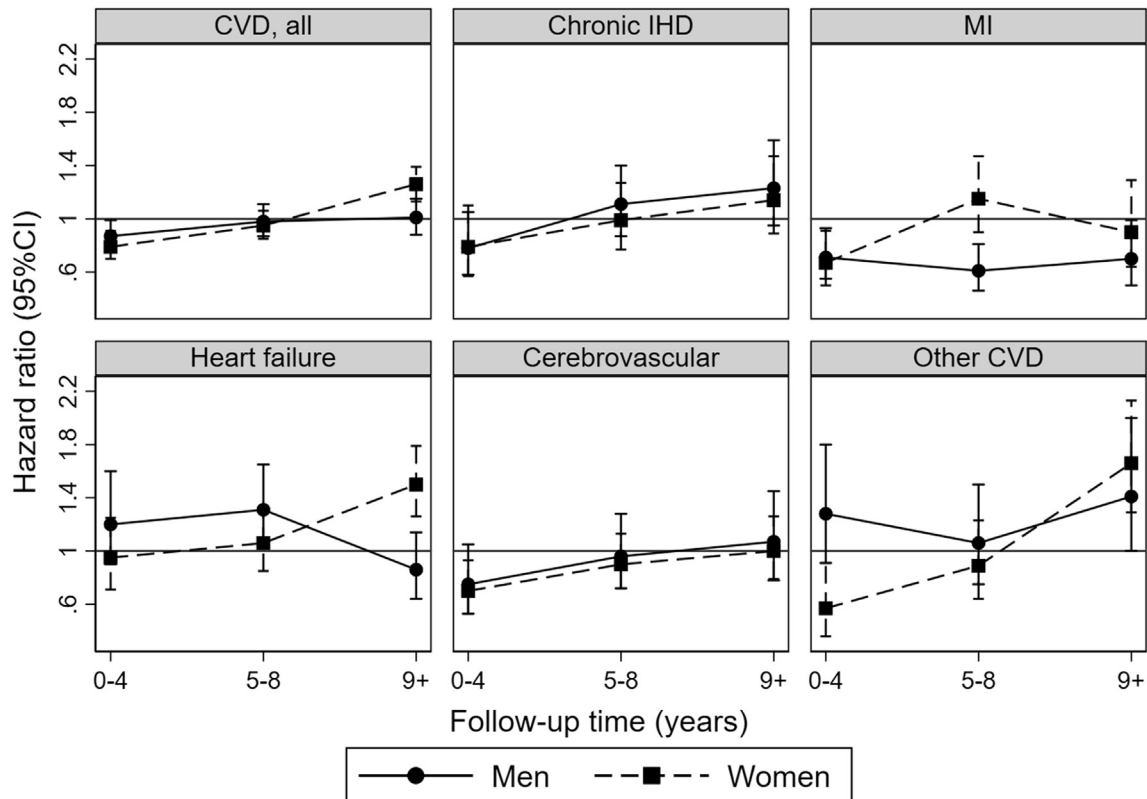 CVD, all
Chronic IHD
MI
Hazard ratio (95%CI)
2.2
1.8
1.4
1
.6
Heart failure
Cerebrovascular
Other CVD
2.2
1.8
1.4
1
.6
0-4 5-8 9+
0-4 5-8 9+
0-4 5-8 9+
Follow-up time (years)
Men Women